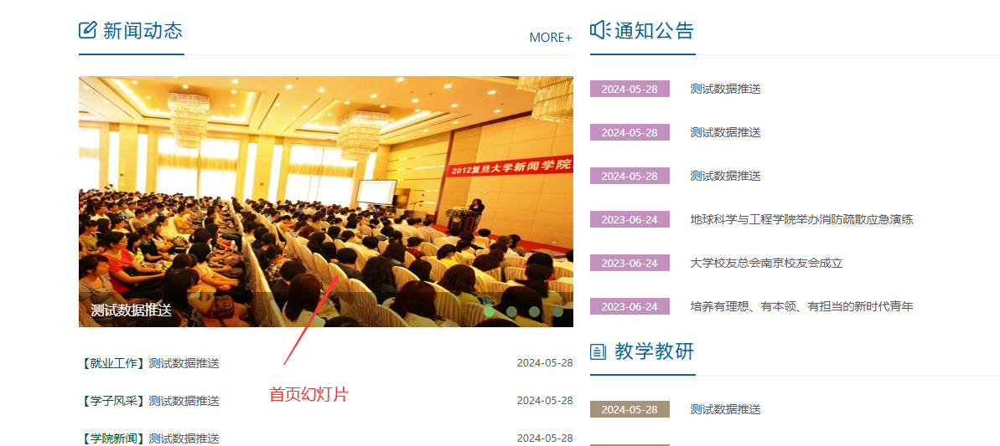 新闻动态
MORE+
2012复旦大学新闻学院
测试数据推送
【就业工作】测试数据推送 2024-05-28
首页幻灯片
【学子风采】测试数据推送 2024-05-28
【学院新闻】测试数据推送 2024-05-28
通知公告
2024-05-28 测试数据推送
2024-05-28 测试数据推送
2024-05-28 测试数据推送
2023-06-24 地球科学与工程学院举办消防疏散应急演练
2023-06-24 大学校友总会南京校友会成立
2023-06-24 培养有理想、有本领、有担当的新时代青年
教学教研
2024-05-28 测试数据推送